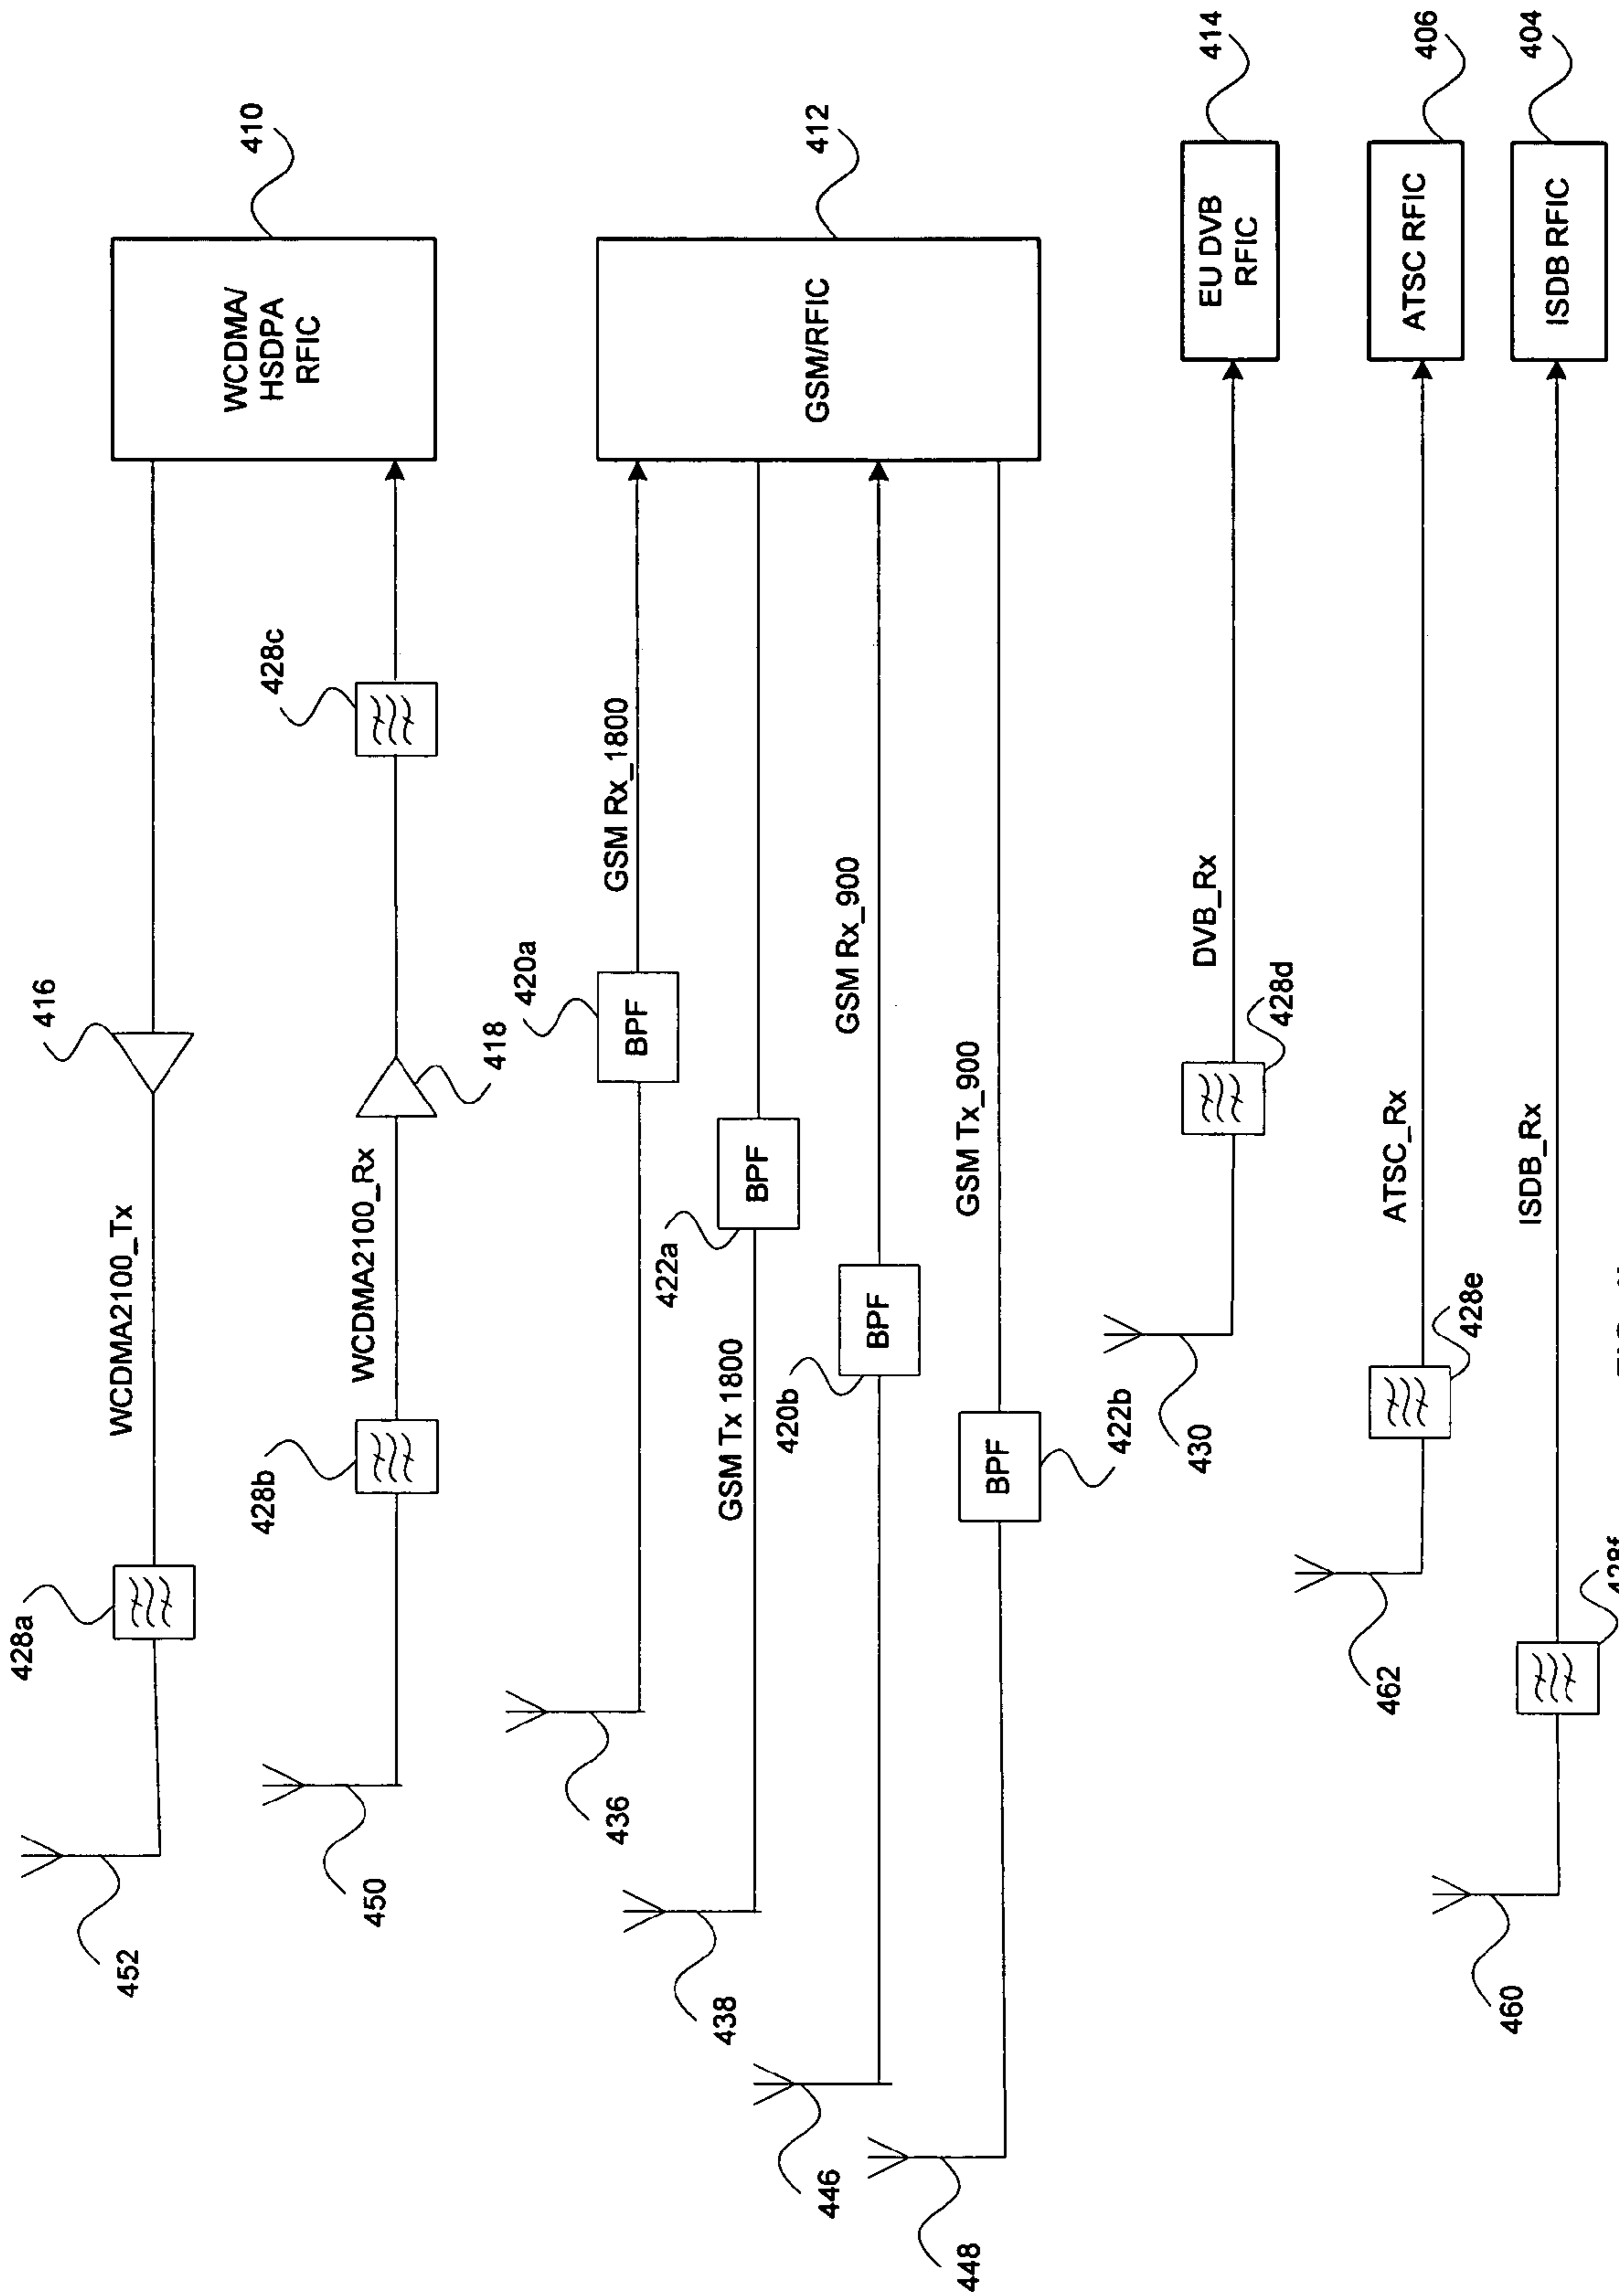 410
WCDMA/
HSDPA
RFIC
416
WCDMA2100_Tx
428a
452
428c
418
WCDMA2100_Rx
428b
450
412
GSM/RFIC
GSM Rx_1800
420a
BPF
436
422a
BPF
GSM Tx 1800
438
GSM Rx_900
420b
BPF
446
GSM Tx_900
422b
BPF
448
414
EU DVB
RFIC
DVB_Rx
428d
430
406
ATSC RFIC
ATSC_Rx
428e
462
404
ISDB RFIC
ISDB_Rx
428f
460